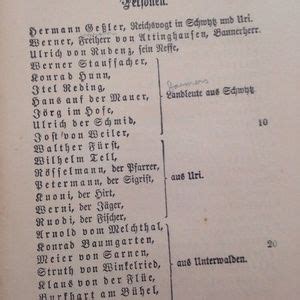 Personen.
Hermann Geßler, Reichsvogt in Schwyz und Uri.
Werner, Freiherr von Attinghausen, Bannerherr.
Ulrich von Rudenz, sein Neffe,
Werner Stauffacher,
Konrad Hunn,
Itel Reding,
Hans auf der Mauer,
Jörg im Hofe,
Ulrich der Schmid,
Jost von Weiler,
farmers
Landleute aus Schwyz.
10
Walther Fürst,
Wilhelm Tell,
Rösselmann, der Pfarrer,
Petermann, der Sigrist,
Kuoni, der Hirt,
Werni, der Jäger,
Ruodi, der Fischer,
aus Uri.
Arnold vom Melchthal,
Konrad Baumgarten,
Meier von Sarnen,
Struth von Winkelried,
Klaus von der Flüe,
Burkhart am Bühel,
20
aus Unterwalden.